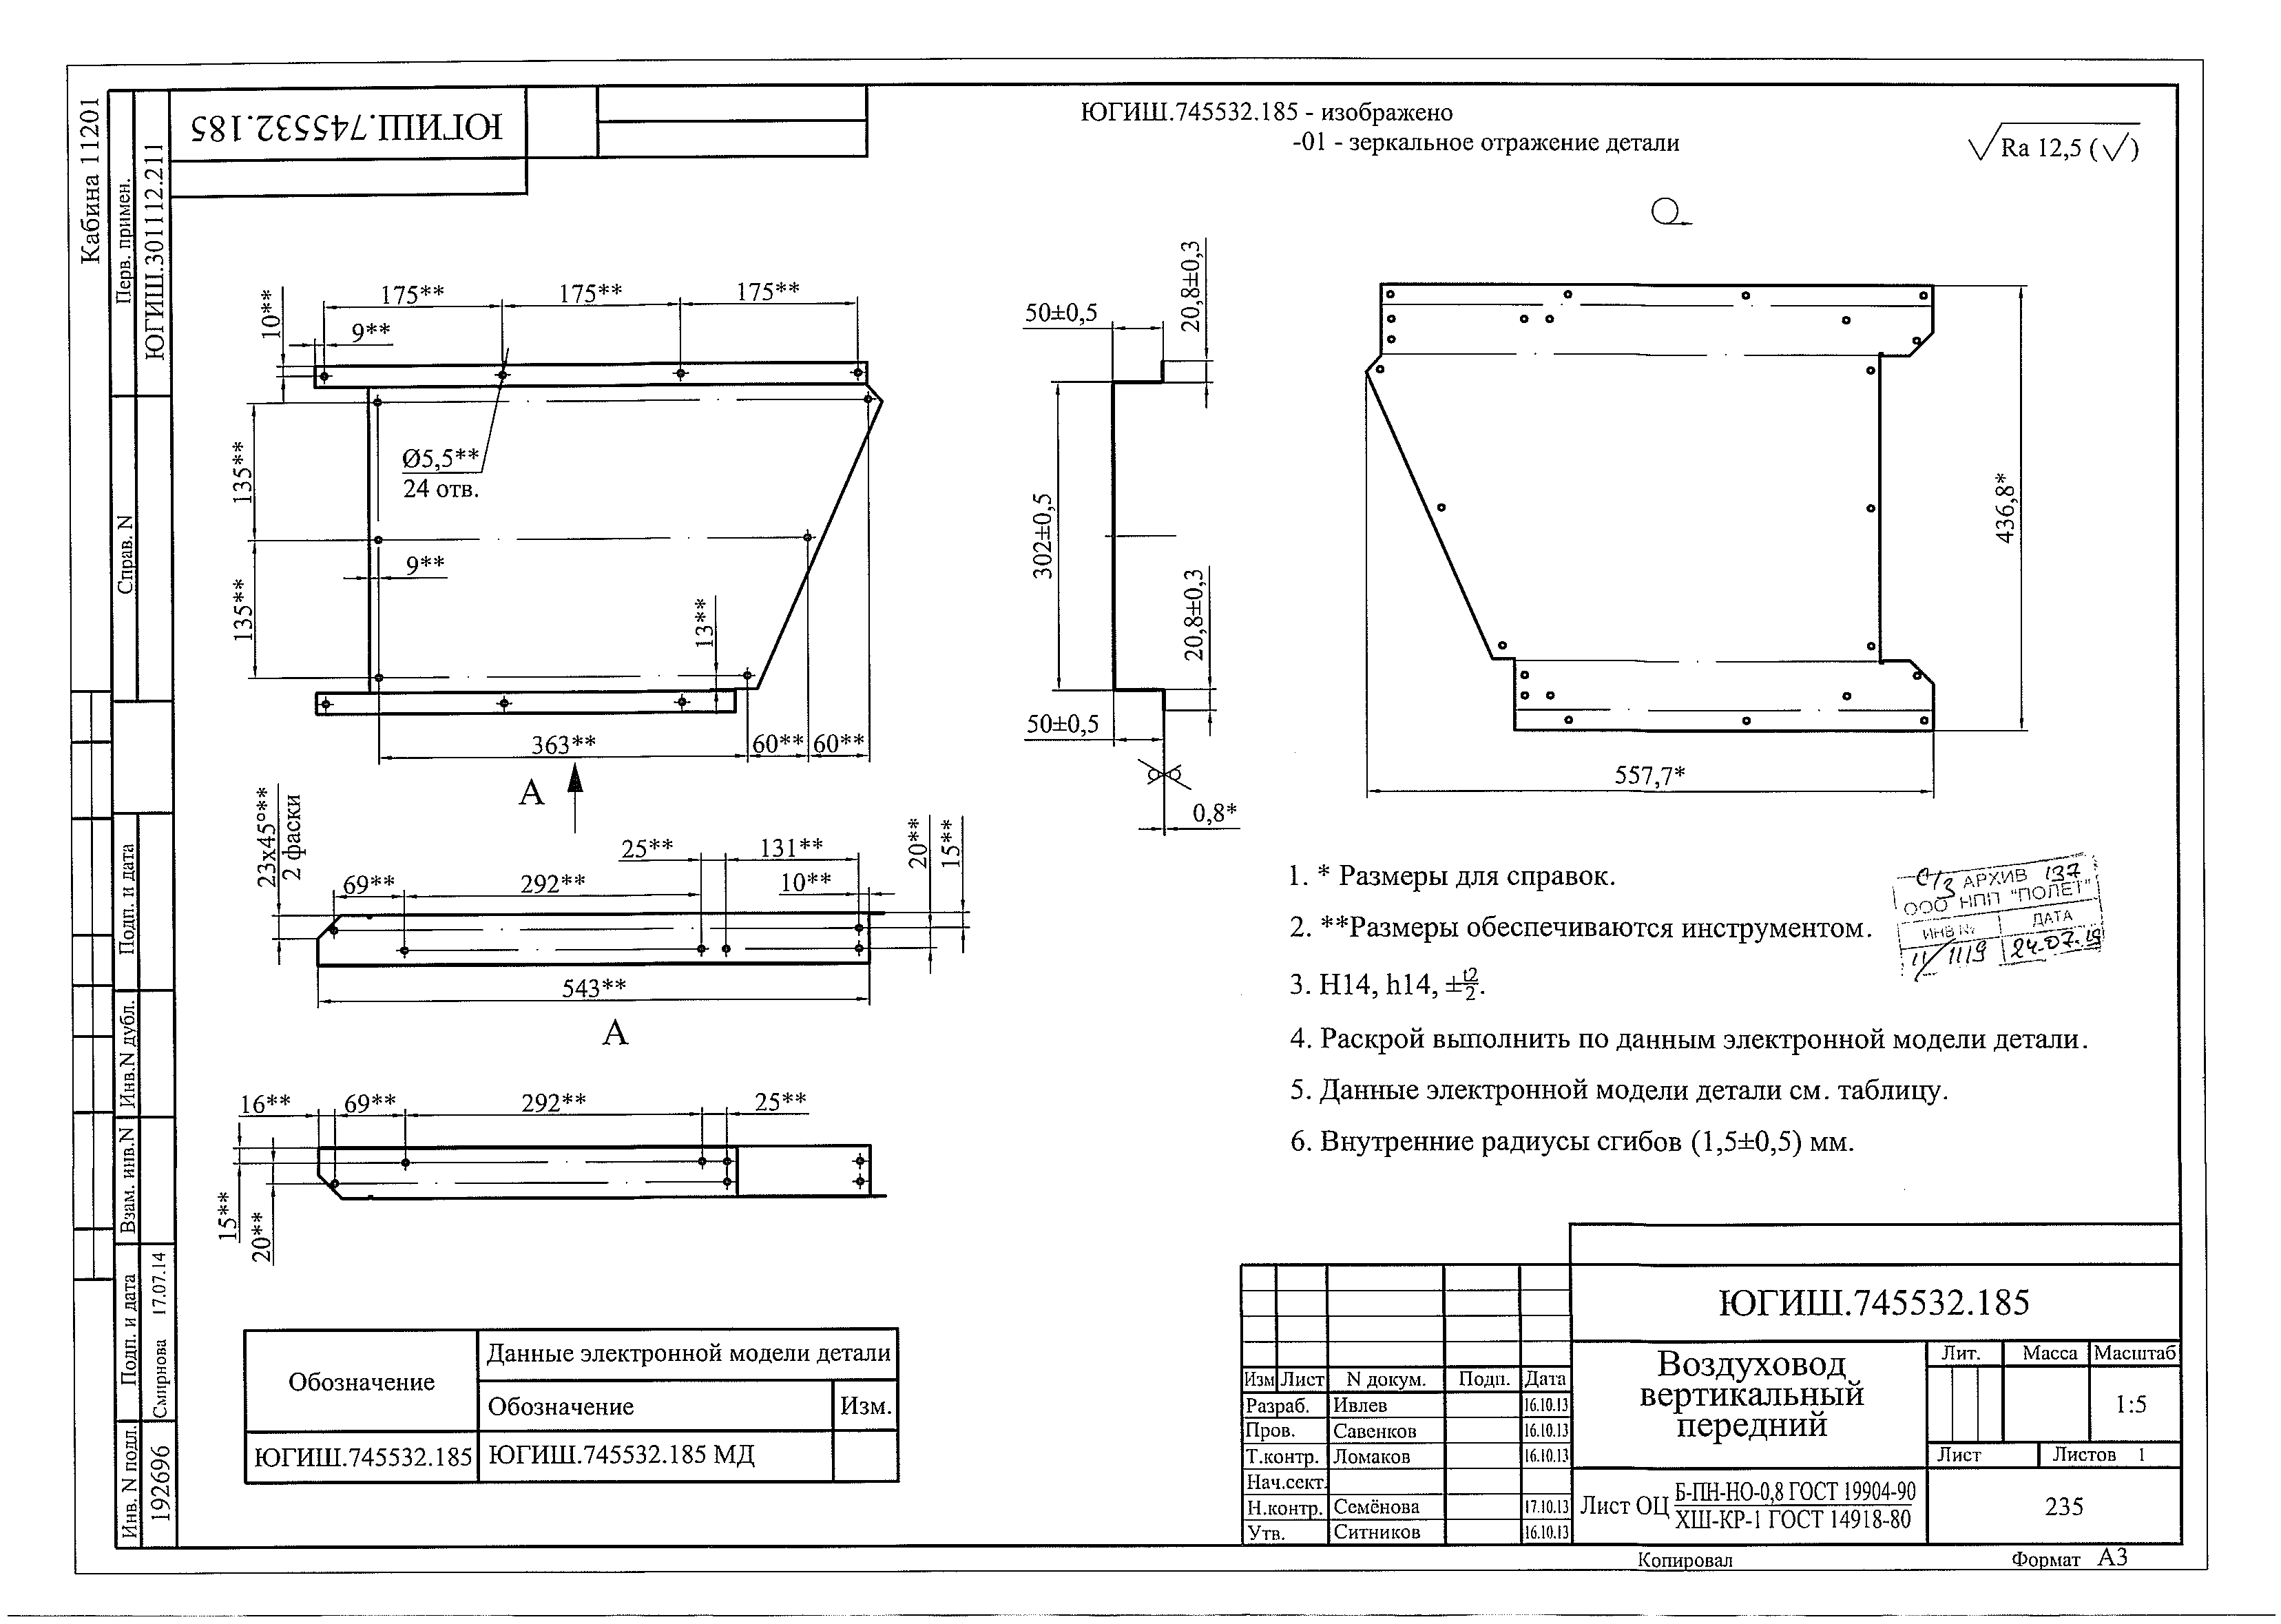 Кабина 11201
Перв. примен.
ЮГИШ.301112.211
Справ. N
Подп. и дата
Инв.N дубл.
Взам. инв.N
Подп. и дата
Смирнова 17.07.14
Инв. N подл.
192696
ЮГИШ.745532.185
ЮГИШ.745532.185 - изображено
-01 - зеркальное отражение детали
√Ra 12,5 (√)
10**
175**
175**
175**
9**
135**
Ø5,5**
24 отв.
9**
135**
13**
363**
60**
60**
А
50±0,5
20,8±0,3
302±0,5
20,8±0,3
50±0,5
0,8*
436,8*
557,7*
23x45°**
2 фаски
69**
292**
25**
131**
10**
20**
15**
543**
А
16**
69**
292**
25**
15**
20**
1. * Размеры для справок.
2. **Размеры обеспечиваются инструментом.
3. H14, h14, ±t2/2.
4. Раскрой выполнить по данным электронной модели детали.
5. Данные электронной модели детали см. таблицу.
6. Внутренние радиусы сгибов (1,5±0,5) мм.
АРХИВ 137
ООО НПП "ПОЛЕТ"
ИНВ № ДАТА
11/1119 24.07.19
Обозначение
Данные электронной модели детали
Обозначение Изм.
ЮГИШ.745532.185 ЮГИШ.745532.185 МД
ЮГИШ.745532.185
Изм Лист N докум. Подп. Дата
Разраб. Ивлев 16.10.13
Пров. Савенков 16.10.13
Т.контр. Ломаков 16.10.13
Нач.сект.
Н.контр. Семёнова 17.10.13
Утв. Ситников 16.10.13
Воздуховод
вертикальный
передний
Лит. Масса Масштаб
1:5
Лист Листов 1
Лист ОЦ Б-ПН-НО-0,8 ГОСТ 19904-90
ХШ-КР-1 ГОСТ 14918-80
235
Копировал Формат А3